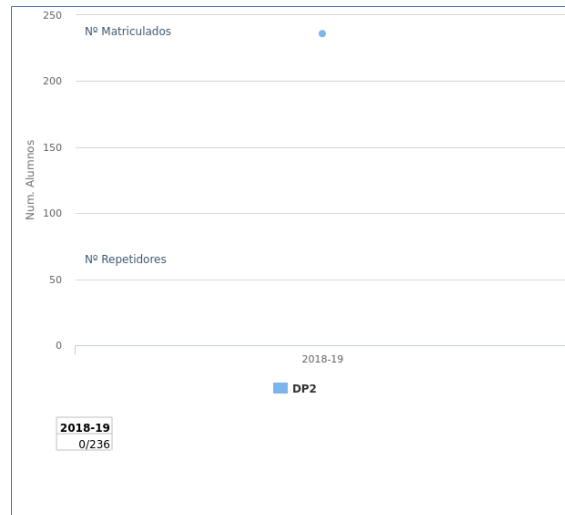 250
Nº Matriculados
200
150
Num. Alumnos
100
Nº Repetidores
50
0
2018-19
DP2
2018-19
0/236